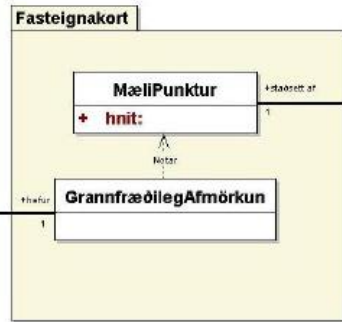 Fasteignakort
MæliPunktur
+ hnit:
+staðsett af
1
Notar
+hefur
1
GrannfræðilegAfmörkun